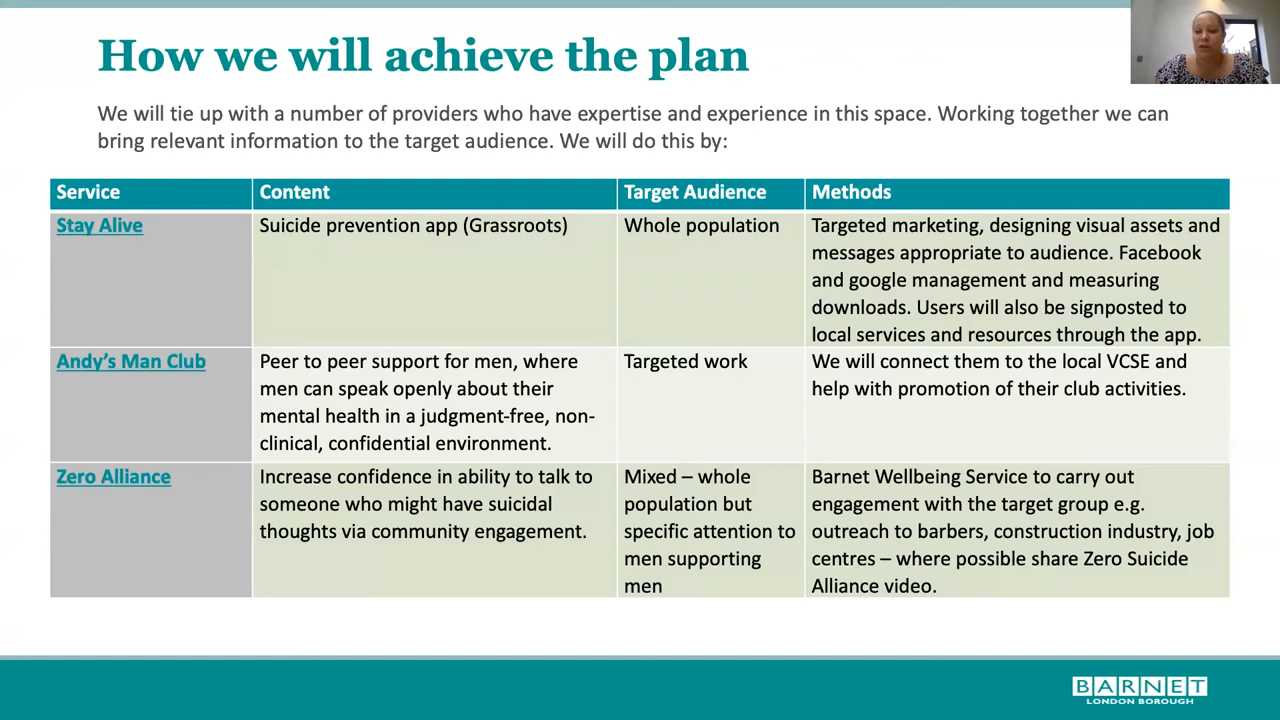 How we will achieve the plan
We will tie up with a number of providers who have expertise and experience in this space. Working together we can
bring relevant information to the target audience. We will do this by:
Service
Content
Target Audience
Methods
Stay Alive
Suicide prevention app (Grassroots)
Whole population
Targeted marketing, designing visual assets and
messages appropriate to audience. Facebook
and google management and measuring
downloads. Users will also be signposted to
local services and resources through the app.
Andy’s Man Club
Peer to peer support for men, where
men can speak openly about their
mental health in a judgment-free, non-
clinical, confidential environment.
Targeted work
We will connect them to the local VCSE and
help with promotion of their club activities.
Zero Alliance
Increase confidence in ability to talk to
someone who might have suicidal
thoughts via community engagement.
Mixed – whole
population but
specific attention to
men supporting
men
Barnet Wellbeing Service to carry out
engagement with the target group e.g.
outreach to barbers, construction industry, job
centres – where possible share Zero Suicide
Alliance video.
BARNET
LONDON BOROUGH